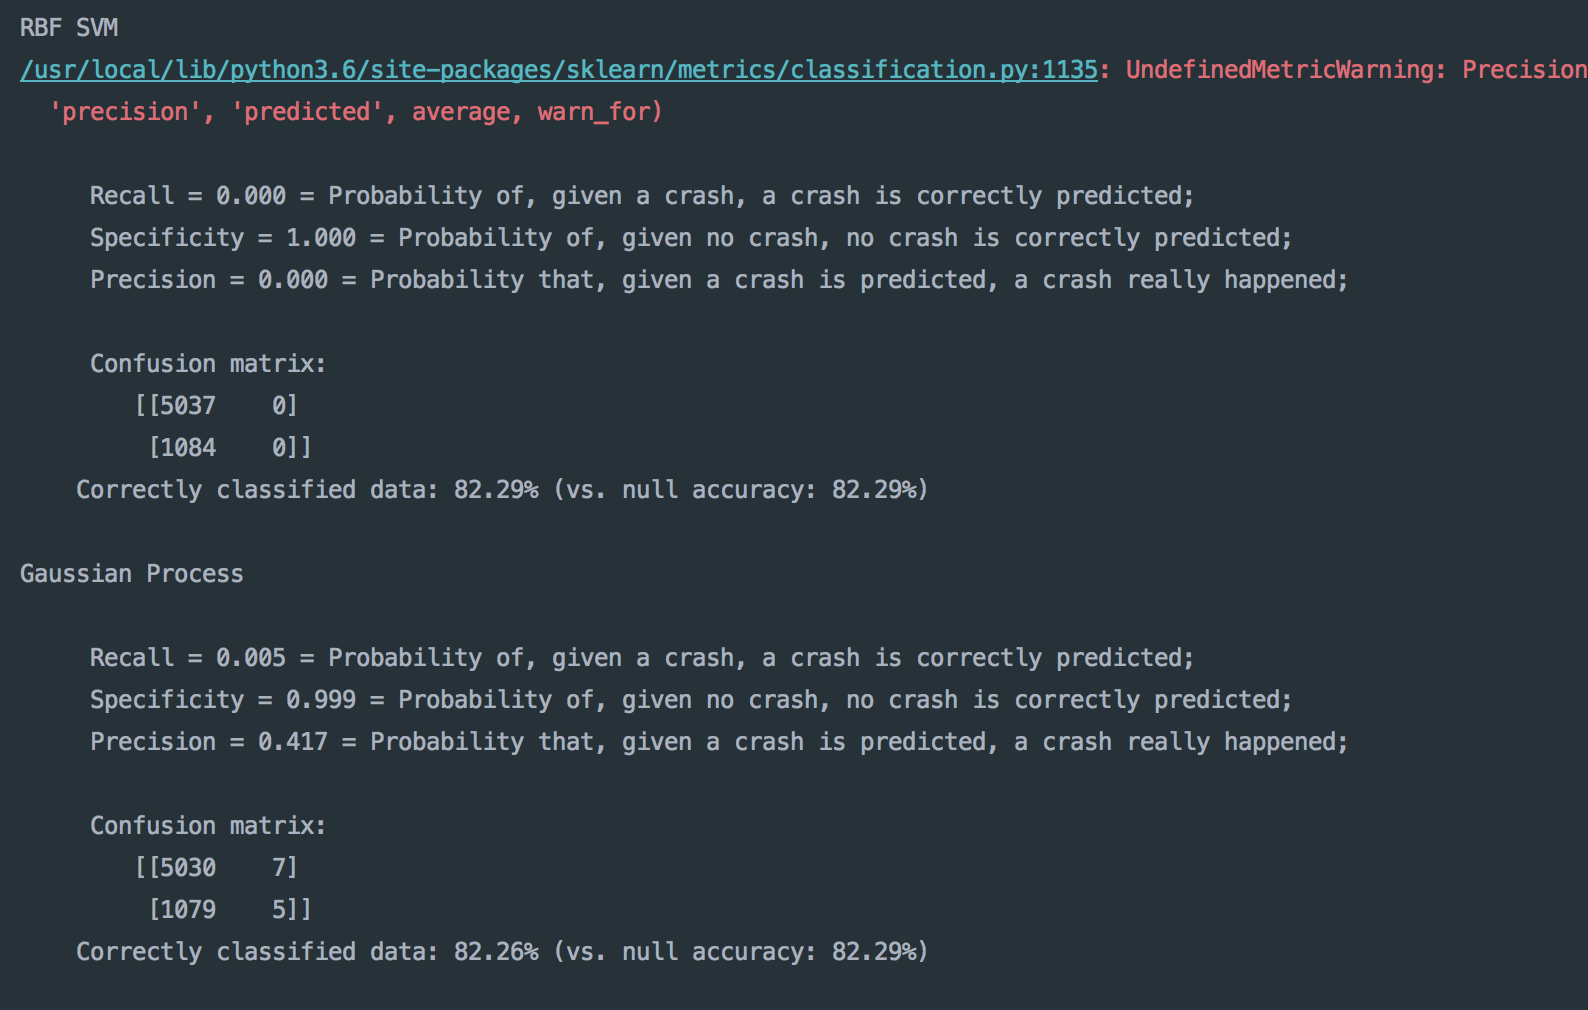 RBF SVM
/usr/local/lib/python3.6/site-packages/sklearn/metrics/classification.py:1135: UndefinedMetricWarning: Precision
'precision', 'predicted', average, warn_for)
Recall = 0.000 = Probability of, given a crash, a crash is correctly predicted;
Specificity = 1.000 = Probability of, given no crash, no crash is correctly predicted;
Precision = 0.000 = Probability that, given a crash is predicted, a crash really happened;
Confusion matrix:
[[5037    0]
[1084    0]]
Correctly classified data: 82.29% (vs. null accuracy: 82.29%)
Gaussian Process
Recall = 0.005 = Probability of, given a crash, a crash is correctly predicted;
Specificity = 0.999 = Probability of, given no crash, no crash is correctly predicted;
Precision = 0.417 = Probability that, given a crash is predicted, a crash really happened;
Confusion matrix:
[[5030    7]
[1079    5]]
Correctly classified data: 82.26% (vs. null accuracy: 82.29%)